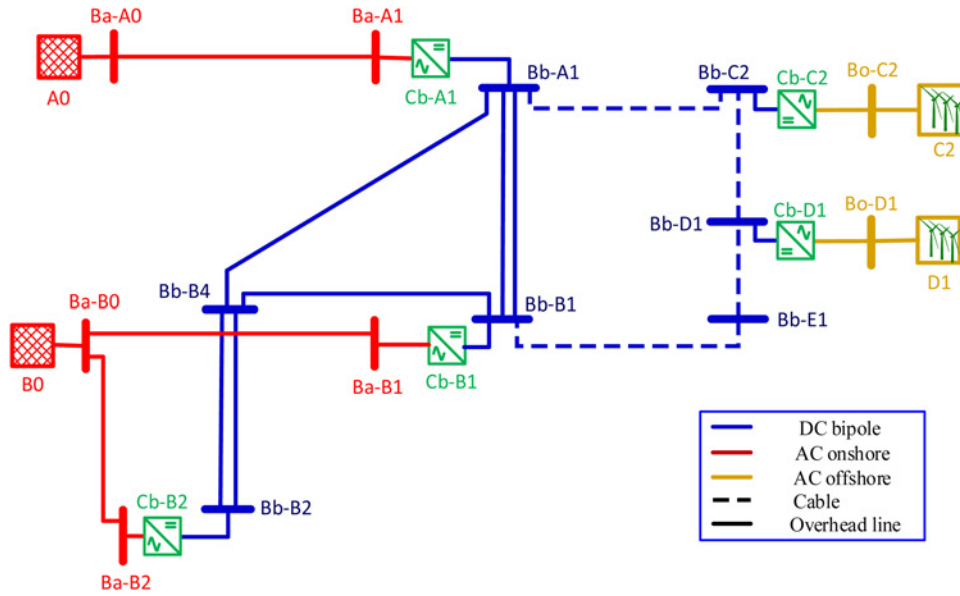 Ba-A0
Ba-A1
A0
Cb-A1
Bb-A1
Bb-C2
Cb-C2
Bo-C2
C2
Bb-D1
Cb-D1
Bo-D1
D1
Bb-B4
Ba-B0
Bb-B1
Bb-E1
B0
Ba-B1
Cb-B1
Cb-B2
Bb-B2
Ba-B2
DC bipole
AC onshore
AC offshore
Cable
Overhead line